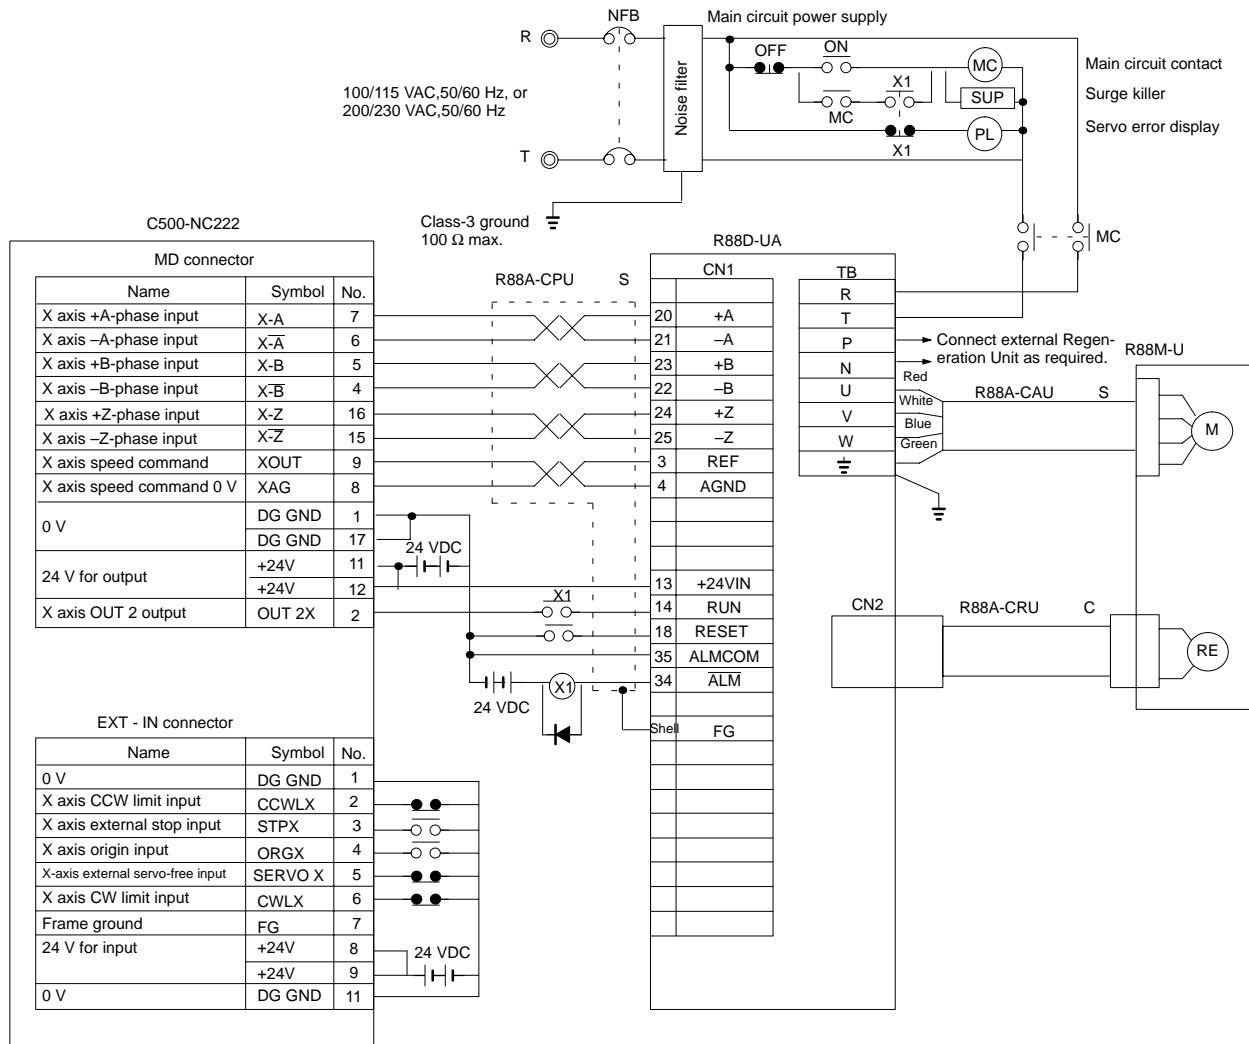 NFB
Main circuit power supply
R
OFF
ON
MC
Main circuit contact
X1
SUP
Surge killer
100/115 VAC,50/60 Hz, or
200/230 VAC,50/60 Hz
Noise filter
MC
PL
Servo error display
X1
T
Class-3 ground
100 Ω max.
MC
C500-NC222
R88D-UA
MD connector
R88A-CPU
S
CN1
TB
Name Symbol No.
X axis +A-phase input X-A 7
X axis –A-phase input X-A̅ 6
X axis +B-phase input X-B 5
X axis –B-phase input X-B̅ 4
X axis +Z-phase input X-Z 16
X axis –Z-phase input X-Z̅ 15
X axis speed command XOUT 9
X axis speed command 0 V XAG 8
0 V DG GND 1
DG GND 17
24 V for output +24V 11
+24V 12
X axis OUT 2 output OUT 2X 2
24 VDC
X1
X1
24 VDC
20 +A
21 –A
23 +B
22 –B
24 +Z
25 –Z
3 REF
4 AGND
13 +24VIN
14 RUN
18 RESET
35 ALMCOM
34 A̅L̅M̅
Shell FG
R
T
P
N
U
V
W
Connect external Regen-
eration Unit as required.
Red
White
Blue
Green
R88A-CAU
S
R88M-U
M
CN2
R88A-CRU
C
RE
EXT - IN connector
Name Symbol No.
0 V DG GND 1
X axis CCW limit input CCWLX 2
X axis external stop input STPX 3
X axis origin input ORGX 4
X-axis external servo-free input SERVO X 5
X axis CW limit input CWLX 6
Frame ground FG 7
24 V for input +24V 8
+24V 9
0 V DG GND 11
24 VDC